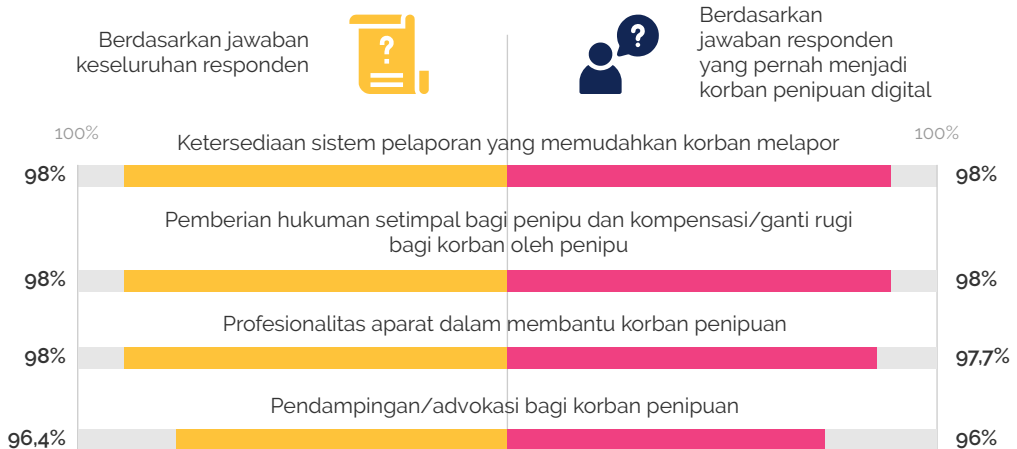 Berdasarkan jawaban
keseluruhan responden
?
?
Berdasarkan
jawaban responden
yang pernah menjadi
korban penipuan digital
100%
100%
Ketersediaan sistem pelaporan yang memudahkan korban melapor
98%
98%
Pemberian hukuman setimpal bagi penipu dan kompensasi/ganti rugi
bagi korban oleh penipu
98%
98%
Profesionalitas aparat dalam membantu korban penipuan
98%
97,7%
Pendampingan/advokasi bagi korban penipuan
96,4%
96%